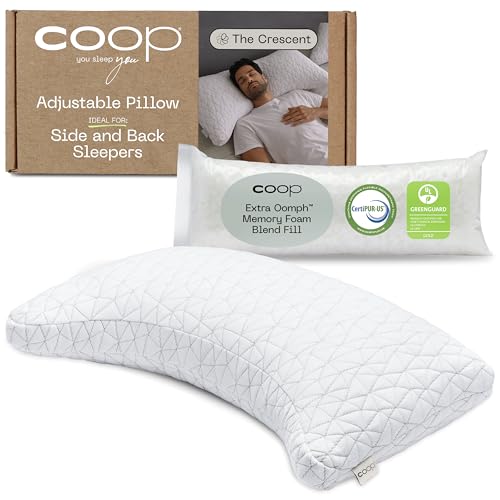 coop
you sleep you
The Crescent
Adjustable Pillow
IDEAL FOR:
Side and Back
Sleepers
coop
Extra Oomph™
Memory Foam
Blend Fill
CertiPUR-US
GREENGUARD
coop